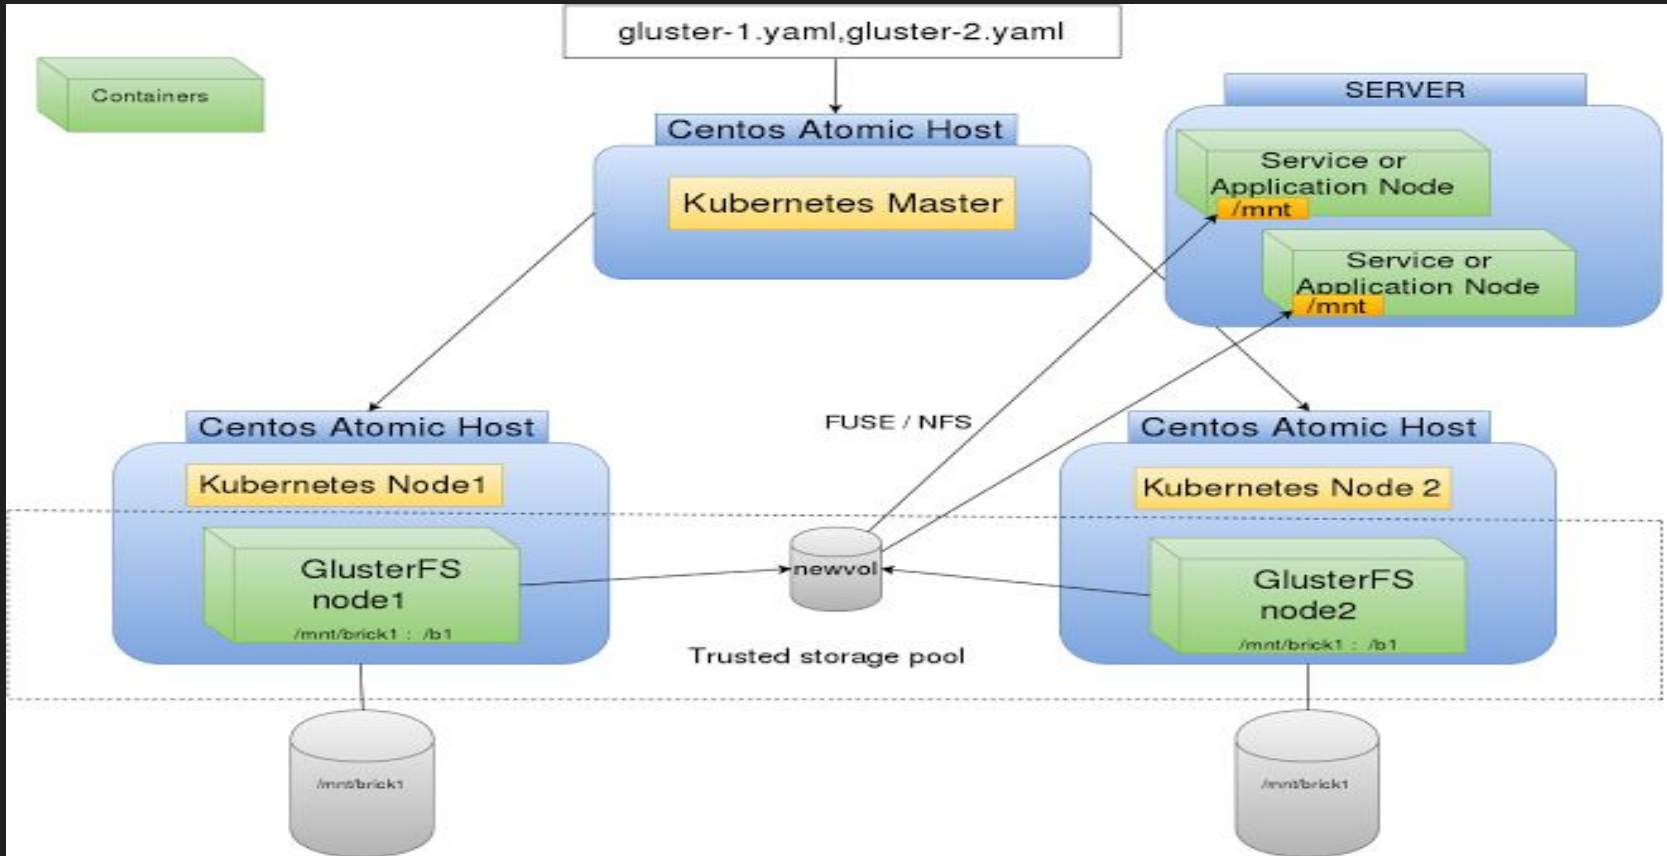 gluster-1.yaml,gluster-2.yaml
Containers
SERVER
Centos Atomic Host
Kubernetes Master
Service or
Application Node
/mnt
Service or
Application Node
/mnt
FUSE / NFS
Centos Atomic Host
Kubernetes Node1
GlusterFS
node1
/mnt/brick1 : /b1
newvol
Trusted storage pool
Centos Atomic Host
Kubernetes Node 2
GlusterFS
node2
/mnt/brick1 : /b1
/mnt/brick1
/mnt/brick1